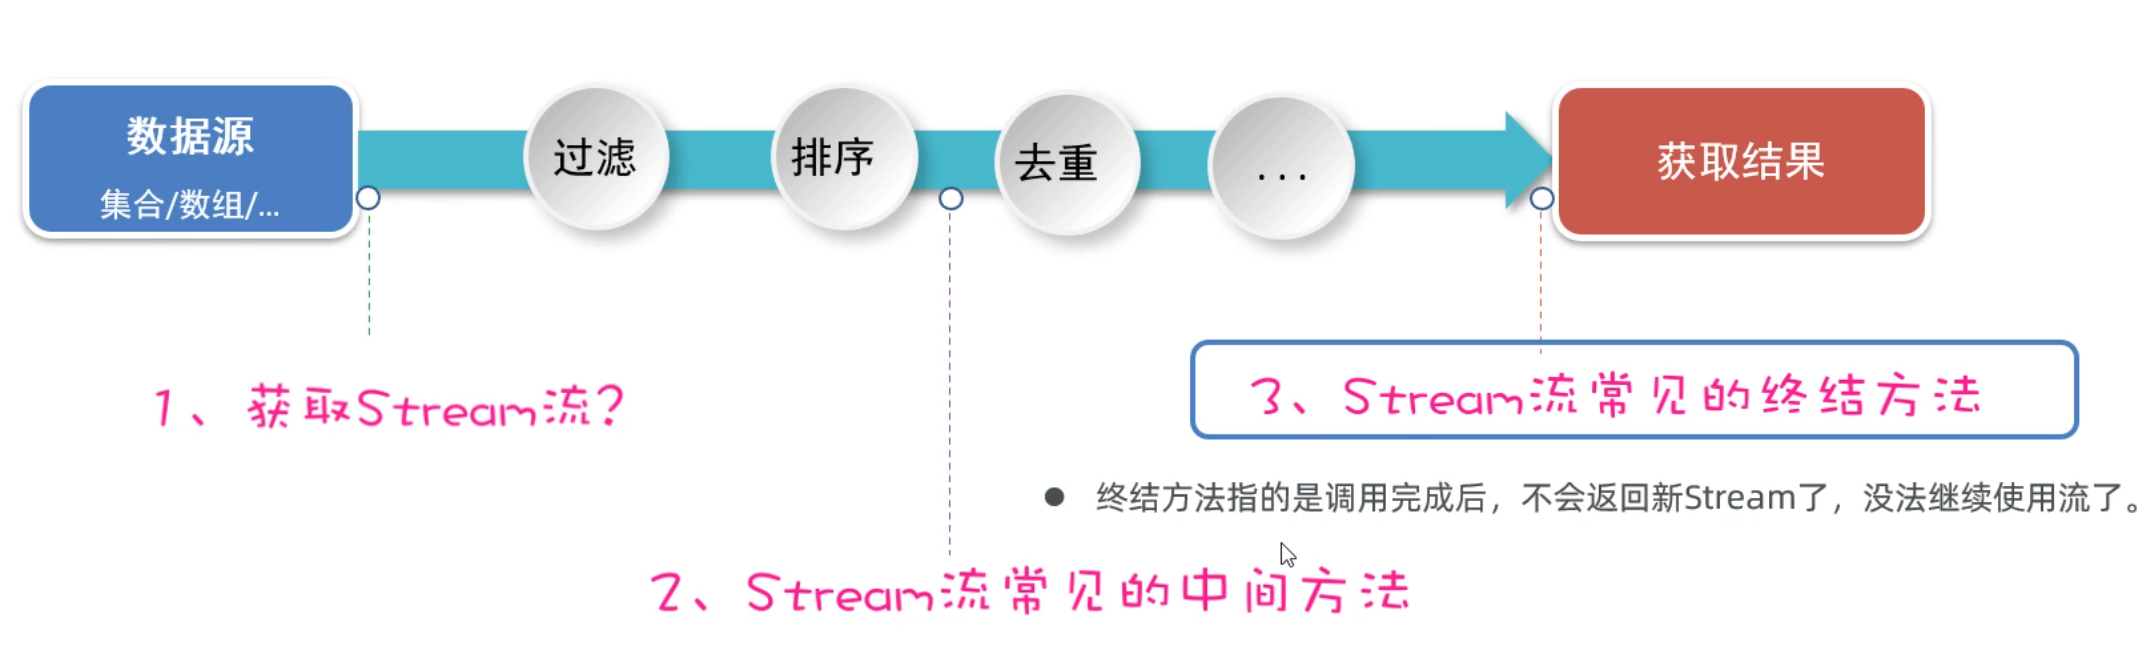 数据源
集合/数组/...
过滤
排序
去重
...
获取结果
1、获取Stream流？
3、Stream流常见的终结方法
终结方法指的是调用完成后，不会返回新Stream了，没法继续使用流了。
2、Stream流常见的中间方法